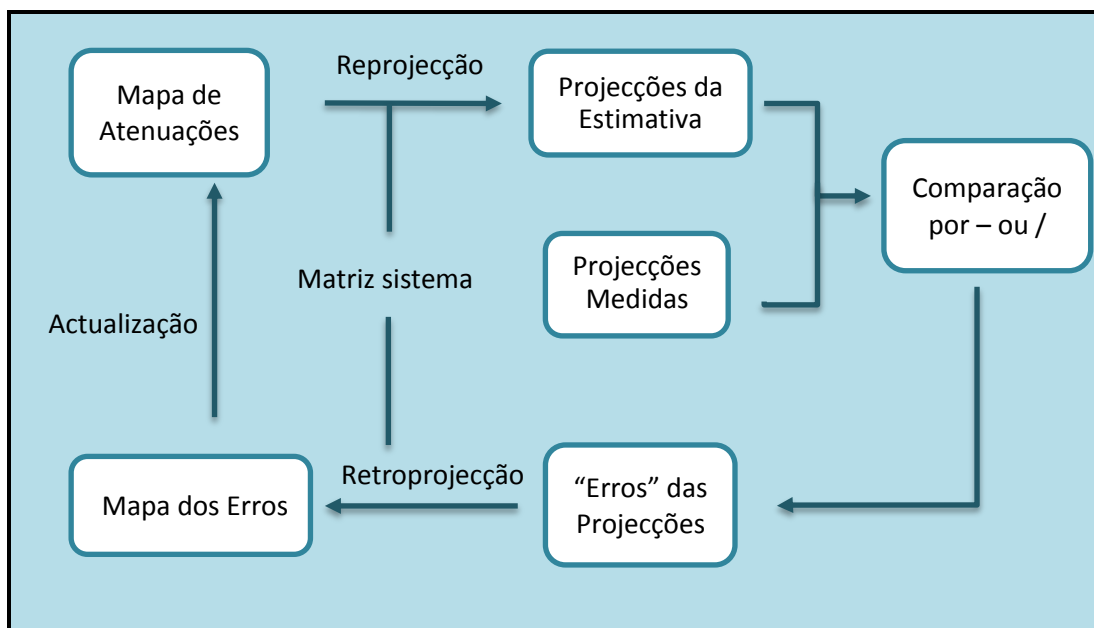 Reprojecção
Mapa de
Atenuações
Projecções da
Estimativa
Comparação
por – ou /
Matriz sistema
Projecções
Medidas
Actualização
Retroprojecção
Mapa dos Erros
“Erros” das
Projecções